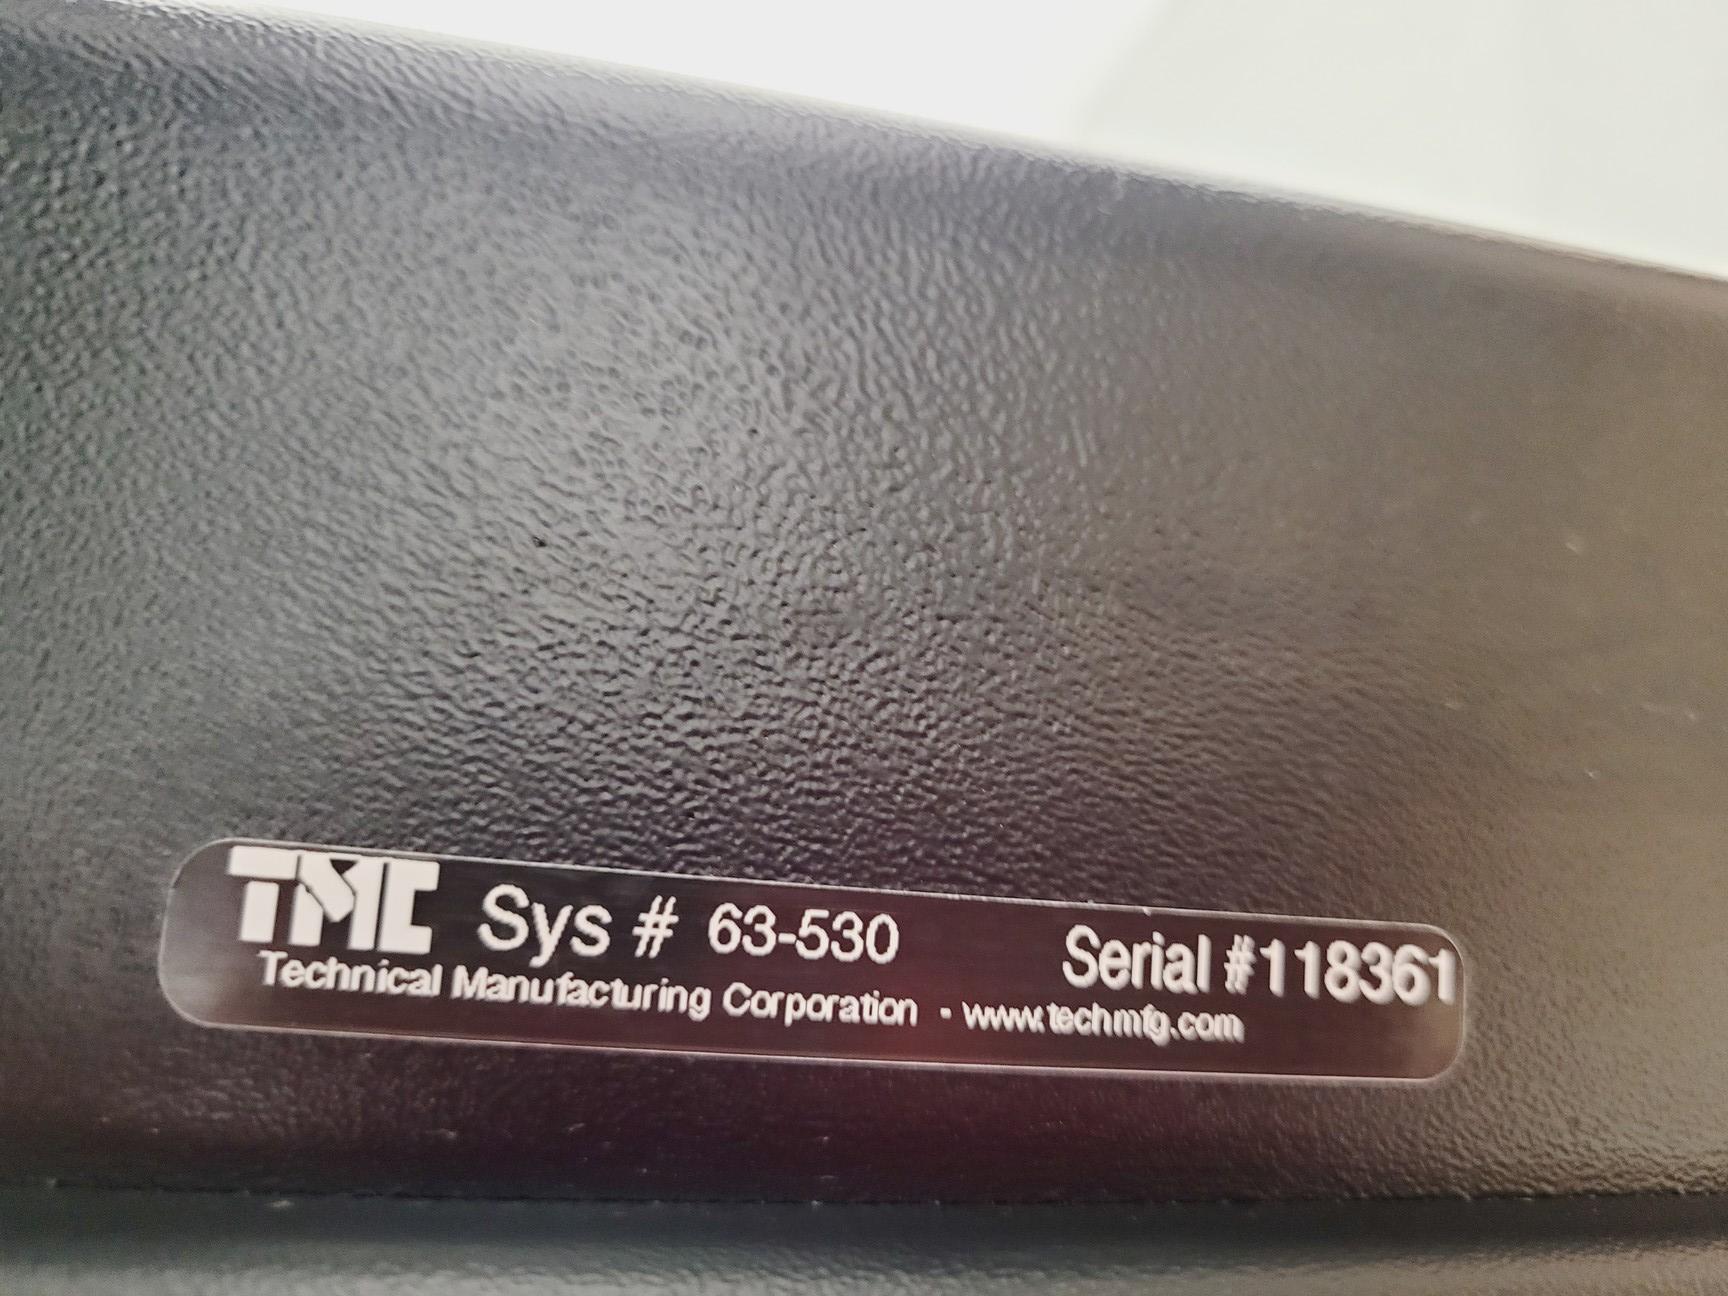 TMC Sys # 63-530 Serial #118361
Technical Manufacturing Corporation - www.techmfg.com